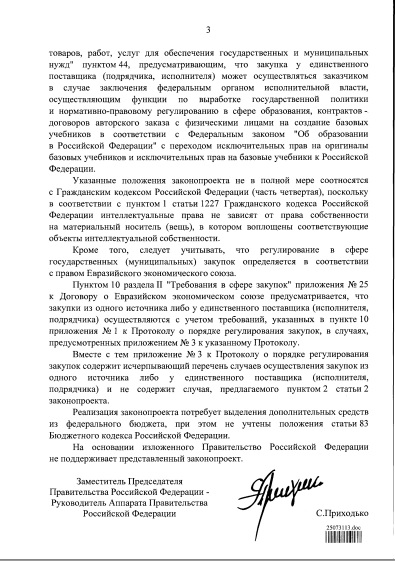 3
товаров, работ, услуг для обеспечения государственных и муниципальных
нужд" пунктом 44, предусматривающим, что закупка у единственного
поставщика (подрядчика, исполнителя) может осуществляться заказчиком
в случае заключения федеральным органом исполнительной власти,
осуществляющим функции по выработке государственной политики
и нормативно-правовому регулированию в сфере образования, контрактов -
договоров авторского заказа с физическими лицами на создание базовых
учебников в соответствии с Федеральным законом "Об образовании
в Российской Федерации" с переходом исключительных прав на оригиналы
базовых учебников и исключительных прав на базовые учебники к Российской
Федерации.
Указанные положения законопроекта не в полной мере соотносятся
с Гражданским кодексом Российской Федерации (часть четвертая), поскольку
в соответствии с пунктом 1 статьи 1227 Гражданского кодекса Российской
Федерации интеллектуальные права не зависят от права собственности
на материальный носитель (вещь), в котором воплощены соответствующие
объекты интеллектуальной собственности.
Кроме того, следует учитывать, что регулирование в сфере
государственных (муниципальных) закупок определяется в соответствии
с правом Евразийского экономического союза.
Пунктом 10 раздела II "Требования в сфере закупок" приложения № 25
к Договору о Евразийском экономическом союзе предусматривается, что
закупки из одного источника либо у единственного поставщика (исполнителя,
подрядчика) осуществляются с учетом требований, указанных в пункте 10
приложения № 1 к Протоколу о порядке регулирования закупок, в случаях,
предусмотренных приложением № 3 к указанному Протоколу.
Вместе с тем приложение № 3 к Протоколу о порядке регулирования
закупок содержит исчерпывающий перечень случаев осуществления закупок из
одного источника либо у единственного поставщика (исполнителя,
подрядчика) и не содержит случая, предлагаемого пунктом 2 статьи 2
законопроекта.
Реализация законопроекта потребует выделения дополнительных средств
из федерального бюджета, при этом не учтены положения статьи 83
Бюджетного кодекса Российской Федерации.
На основании изложенного Правительство Российской Федерации
не поддерживает представленный законопроект.
Заместитель Председателя
Правительства Российской Федерации -
Руководитель Аппарата Правительства
Российской Федерации
С.Приходько
25073113.doc